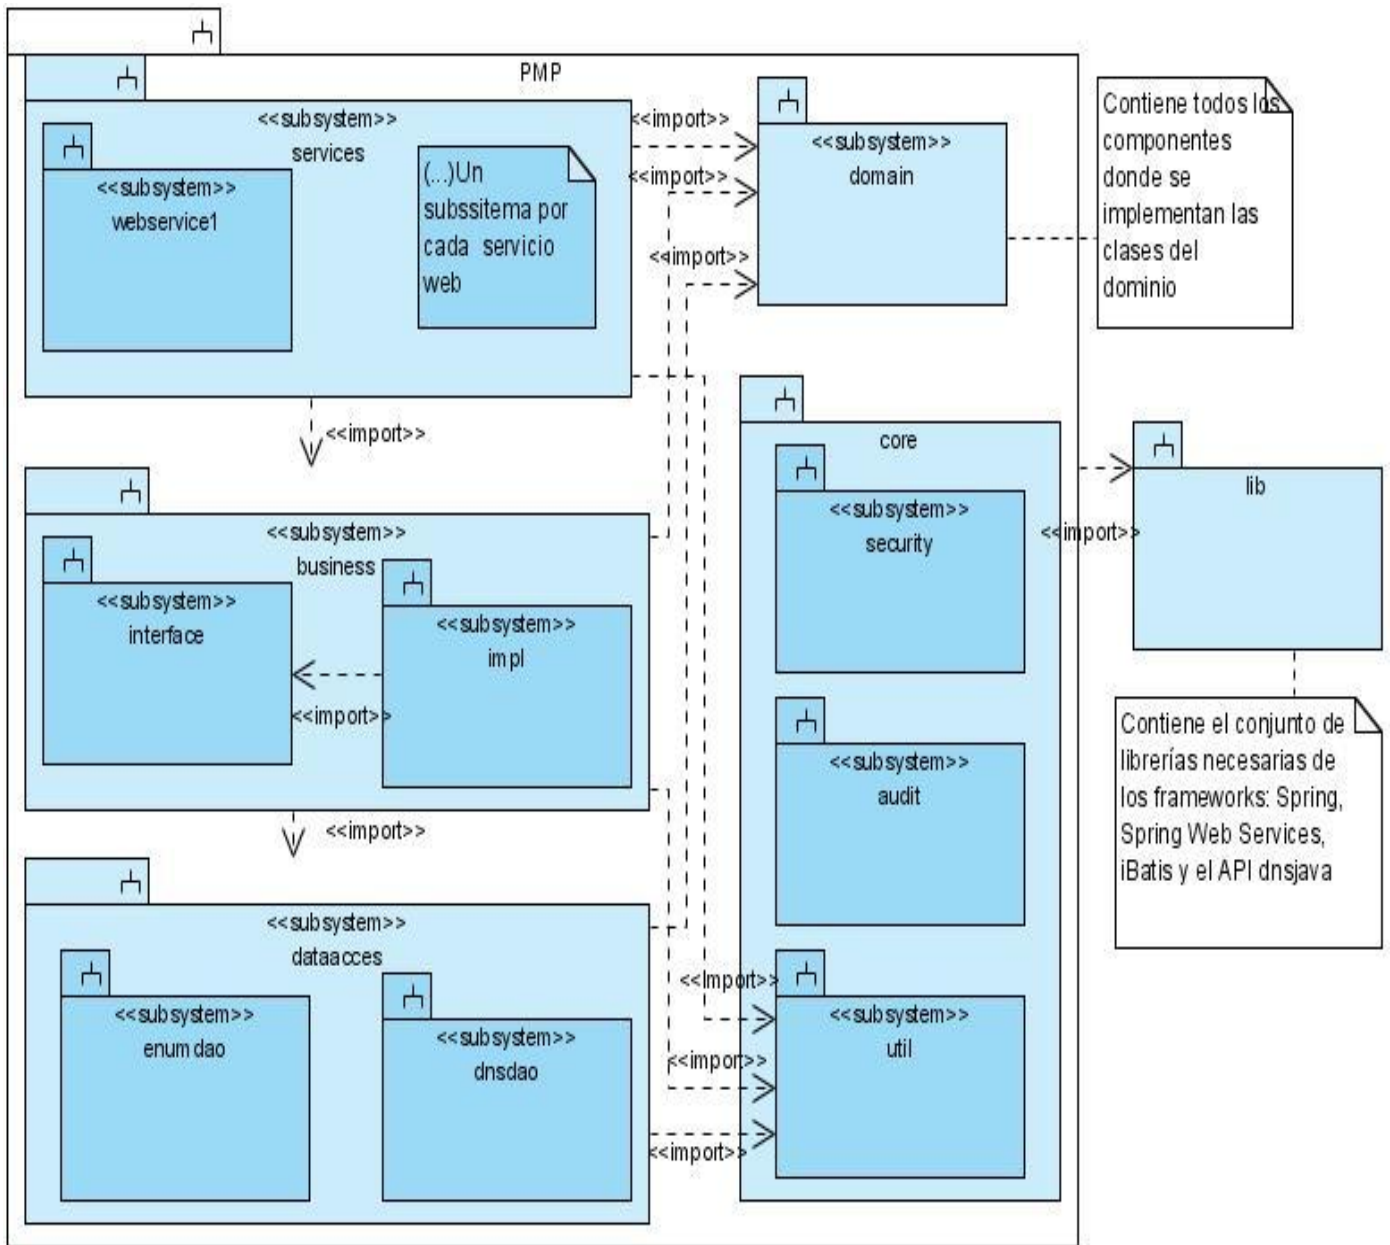 PMP
<<subsystem>>
services
<<subsystem>>
webservice1
(...)Un
subssitema por
cada servicio
web
<<import>>
<<import>>
<<import>>
<<subsystem>>
domain
Contiene todos los
componentes
donde se
implementan las
clases del
dominio
<<import>>
<<subsystem>>
business
<<subsystem>>
interface
<<subsystem>>
impl
<<import>>
core
<<subsystem>>
security
<<import>>
lib
<<subsystem>>
audit
Contiene el conjunto de
librerías necesarias de
los frameworks: Spring,
Spring Web Services,
iBatis y el API dnsjava
<<import>>
<<subsystem>>
dataacces
<<subsystem>>
enumdao
<<subsystem>>
dnsdao
<<Import>>
<<import>>
<<import>>
<<subsystem>>
util